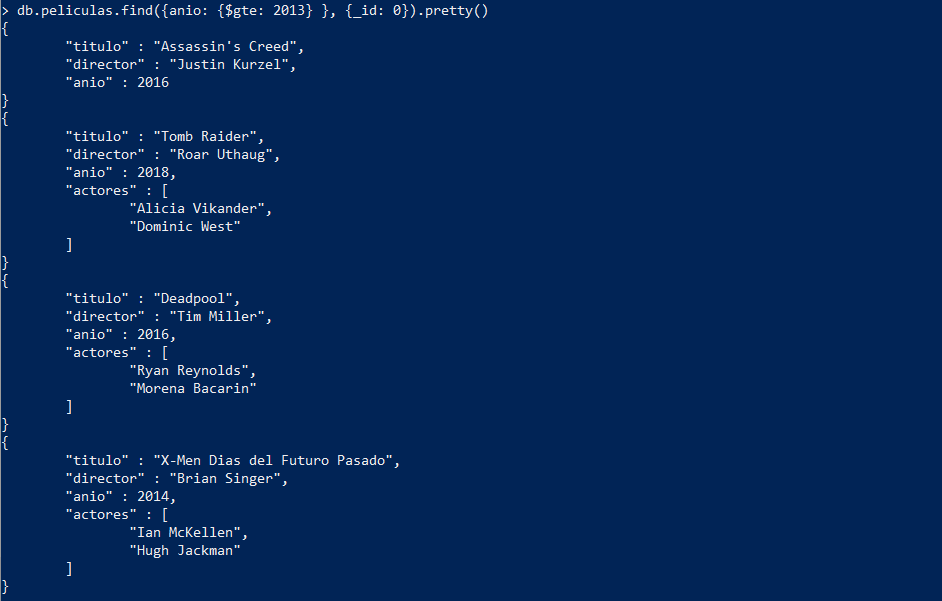 > db.peliculas.find({anio: {$gte: 2013} }, {_id: 0}).pretty()
{
        "titulo" : "Assassin's Creed",
        "director" : "Justin Kurzel",
        "anio" : 2016
}
{
        "titulo" : "Tomb Raider",
        "director" : "Roar Uthaug",
        "anio" : 2018,
        "actores" : [
                "Alicia Vikander",
                "Dominic West"
        ]
}
{
        "titulo" : "Deadpool",
        "director" : "Tim Miller",
        "anio" : 2016,
        "actores" : [
                "Ryan Reynolds",
                "Morena Bacarin"
        ]
}
{
        "titulo" : "X-Men Dias del Futuro Pasado",
        "director" : "Brian Singer",
        "anio" : 2014,
        "actores" : [
                "Ian McKellen",
                "Hugh Jackman"
        ]
}